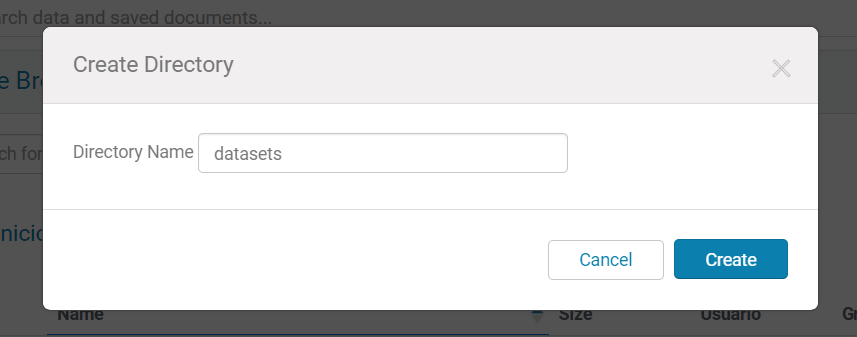 rch data and saved documents...
Create Directory
e Br
Directory Name datasets
ch for
nicio
Cancel Create
Name Size Usuario Gr